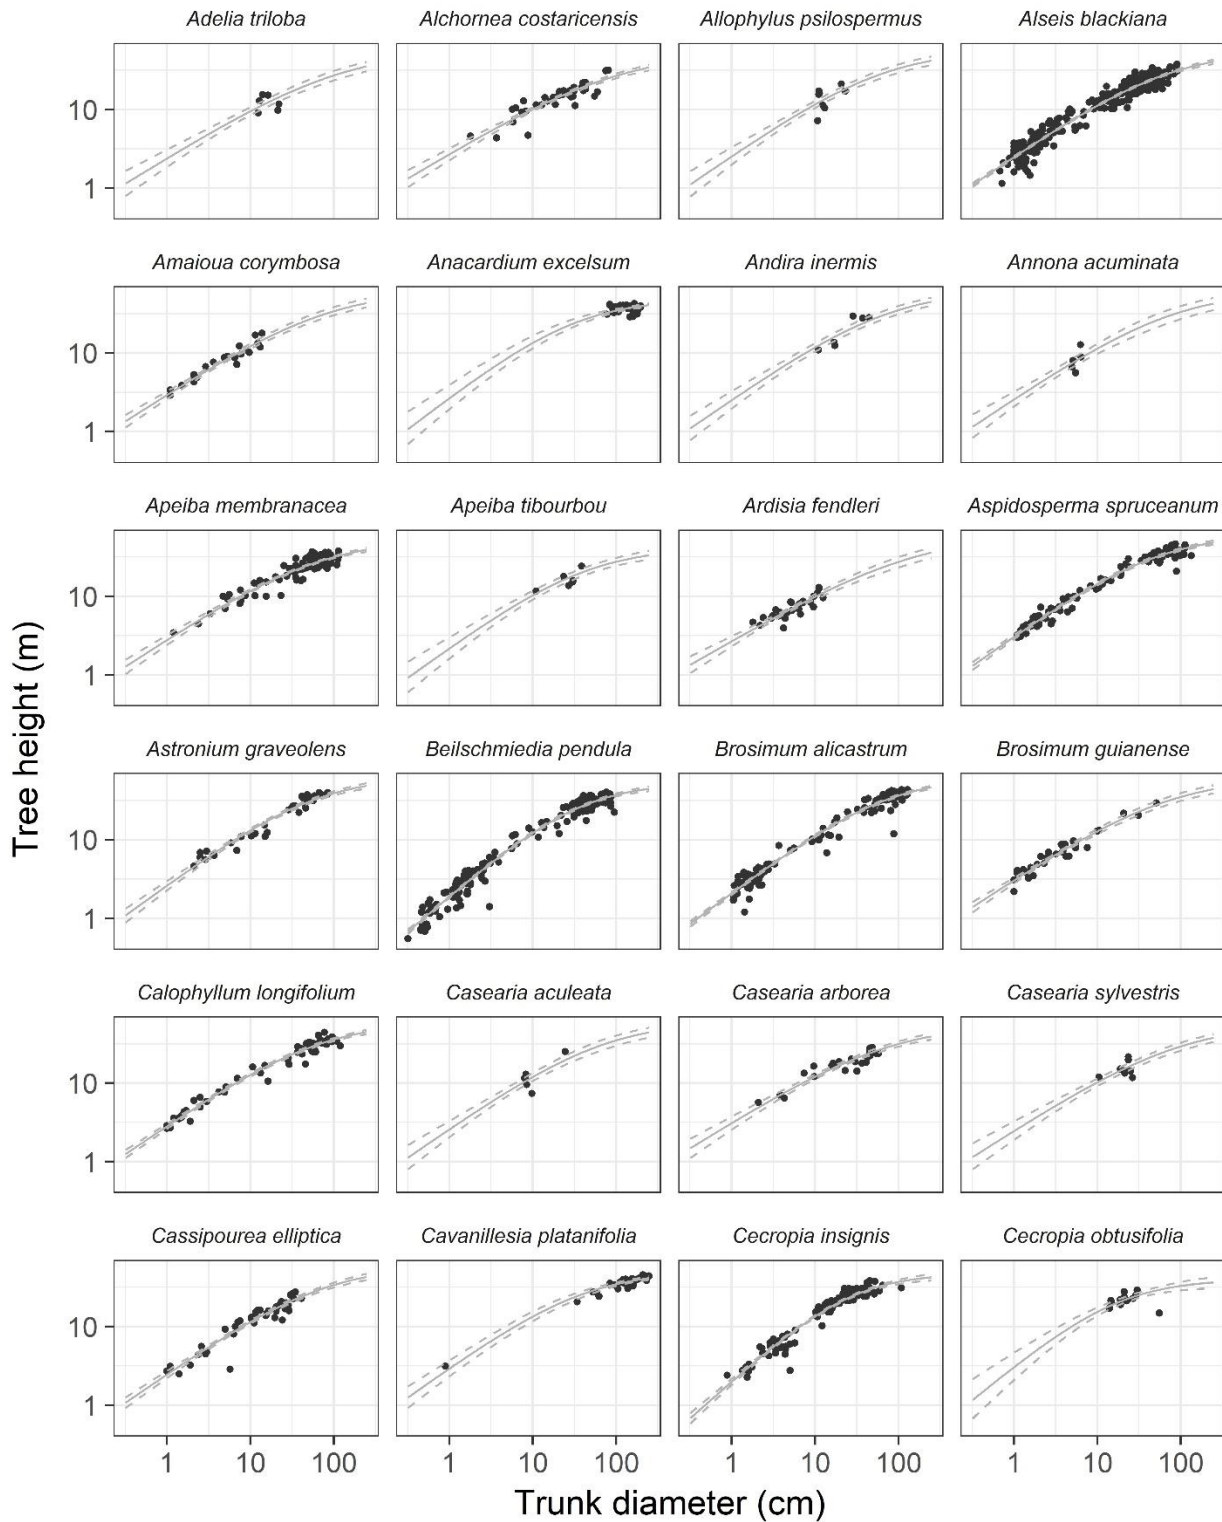 Adelia triloba Alchornea costaricensis Allophylus psilospermus Alseis blackiana
10
1
Amaioua corymbosa Anacardium excelsum Andira inermis Annona acuminata
10
1
Apeiba membranacea Apeiba tibourbou Ardisia fendleri Aspidosperma spruceanum
10
1
Tree height (m)
Astronium graveolens Beilschmiedia pendula Brosimum alicastrum Brosimum guianense
10
1
Calophyllum longifolium Casearia aculeata Casearia arborea Casearia sylvestris
10
1
Cassipourea elliptica Cavanillesia platanifolia Cecropia insignis Cecropia obtusifolia
10
1
1 10 100 1 10 100 1 10 100 1 10 100
Trunk diameter (cm)